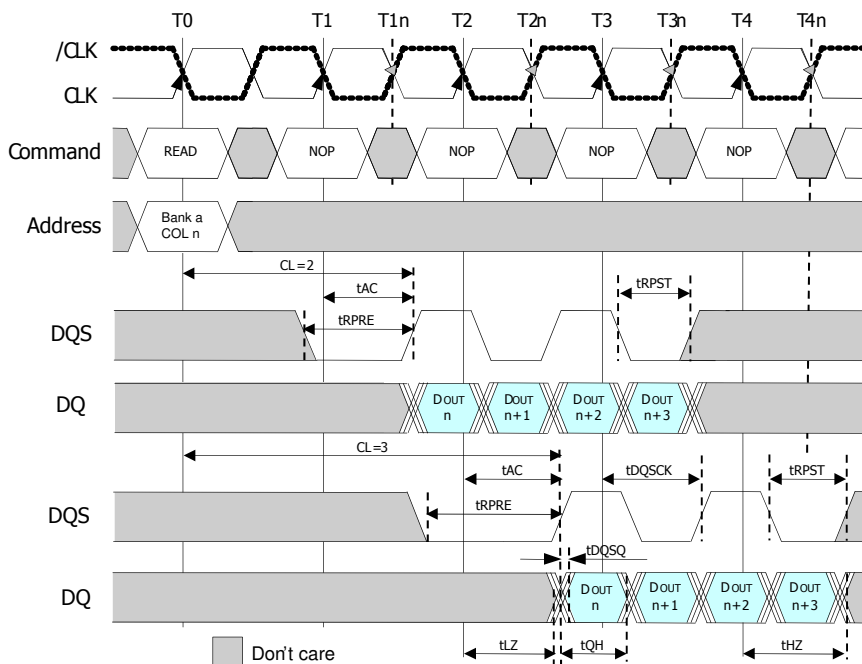 T0 T1 T1n T2 T2n T3 T3n T4 T4n
/CLK
CLK
Command READ NOP NOP NOP NOP
Address Bank a
COL n
CL=2
tAC tRPST
tRPRE
DQS
DQ DOUT n DOUT n+1 DOUT n+2 DOUT n+3
CL=3
tAC tDQSCK tRPST
tRPRE
DQS
tDQSQ
DQ DOUT n DOUT n+1 DOUT n+2 DOUT n+3
tLZ tQH tHZ
Don't care